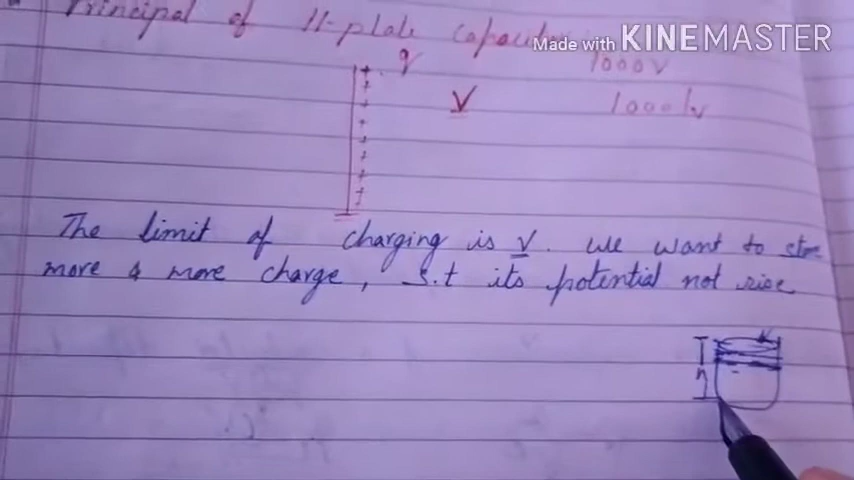 Principal of 11-plate capacitor
Made with KINEMASTER
q
1000v
V
1000v
The limit of charging is V. We want to store
more & more charge, s.t its potential not rise
h